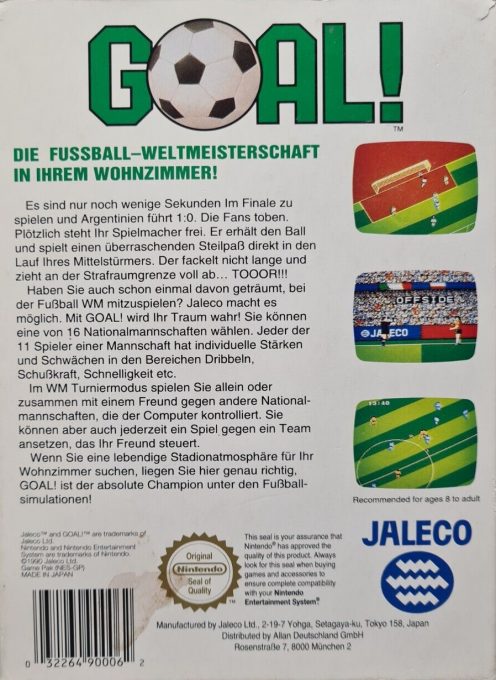 GOAL!
TM
DIE FUSSBALL–WELTMEISTERSCHAFT
IN IHREM WOHNZIMMER!
Es sind nur noch wenige Sekunden Im Finale zu
spielen und Argentinien führt 1:0. Die Fans toben.
Plötzlich steht Ihr Spielmacher frei. Er erhält den Ball
und spielt einen überraschenden Steilpaß direkt in den
Lauf Ihres Mittelstürmers. Der fackelt nicht lange und
zieht an der Strafraumgrenze voll ab... TOOOR!!!
Haben Sie auch schon einmal davon geträumt, bei
der Fußball WM mitzuspielen? Jaleco macht es
möglich. Mit GOAL! wird Ihr Traum wahr! Sie können
eine von 16 Nationalmannschaften wählen. Jeder der
11 Spieler einer Mannschaft hat individuelle Stärken
und Schwächen in den Bereichen Dribbeln,
Schußkraft, Schnelligkeit etc.
Im WM Turniermodus spielen Sie allein oder
zusammen mit einem Freund gegen andere National-
mannschaften, die der Computer kontrolliert. Sie
können aber auch jederzeit ein Spiel gegen ein Team
ansetzen, das Ihr Freund steuert.
Wenn Sie eine lebendige Stadionatmosphäre für Ihr
Wohnzimmer suchen, liegen Sie hier genau richtig,
GOAL! ist der absolute Champion unter den Fußball-
simulationen!
OFFSIDE
JALECO
15:40
Recommended for ages 8 to adult
JALECO
Jaleco™ and GOAL!™ are trademarks of
Jaleco Ltd.
Nintendo and Nintendo Entertainment
System are trademarks of Nintendo.
©1990 Jaleco Ltd.
Game Pak (NES-GP)
MADE IN JAPAN
Original
Nintendo
Seal of
Quality
TM
This seal is your assurance that
Nintendo® has approved the
quality of this product. Always
look for this seal when buying
games and accessories to
ensure complete compatibility
with your Nintendo
Entertainment System®.
0 32264 90006 2
Manufactured by Jaleco Ltd., 2-19-7 Yohga, Setagaya-ku, Tokyo 158, Japan
Distributed by Allan Deutschland GmbH
Rosenstraße 7, 8000 München 2